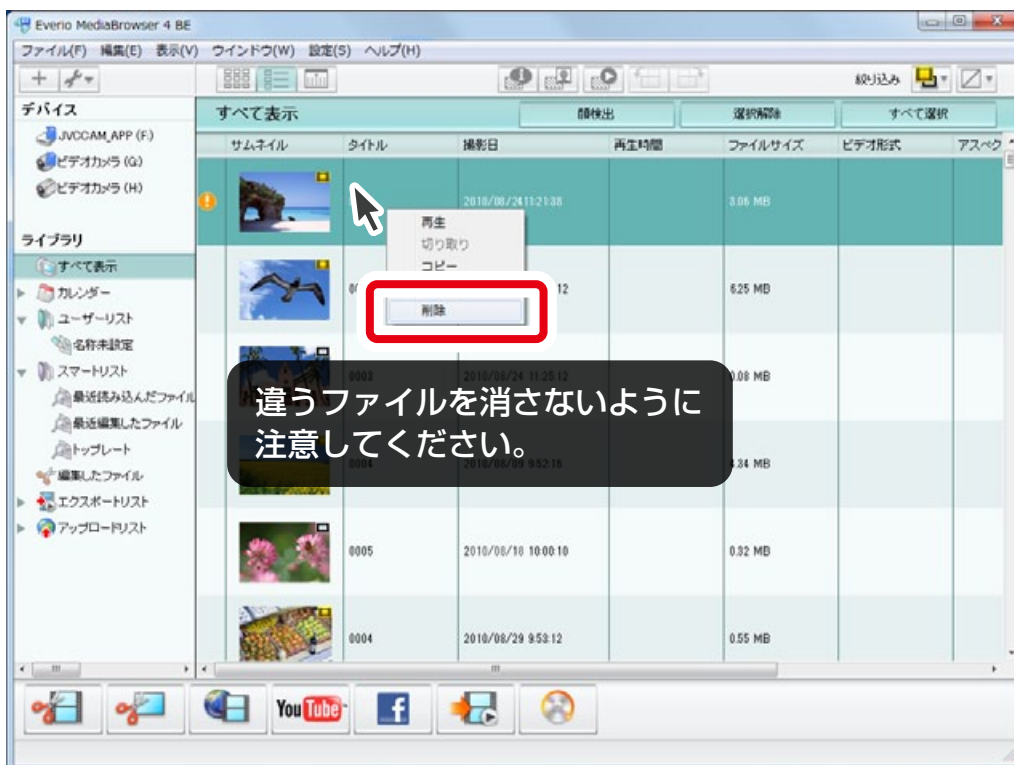 Everio MediaBrowser 4 BE
ファイル(F) 編集(E) 表示(V) ウインドウ(W) 設定(S) ヘルプ(H)
絞り込み
デバイス
JVCCAM_APP (F:)
ビデオカメラ (G:)
ビデオカメラ (H)
ライブラリ
すべて表示
カレンダー
ユーザーリスト
名称未設定
スマートリスト
最近読み込んだファイル
最近編集したファイル
トップレート
編集したファイル
エクスポートリスト
アップロードリスト
すべて表示 顔検出 選択解除 すべて選択
サムネイル タイトル 撮影日 再生時間 ファイルサイズ ビデオ形式 アスペク
2010/08/24 11:21:38 3.06 MB
再生
切り取り
コピー
削除
12 6.25 MB
0003 2010/08/24 11:25:12 0.08 MB
違うファイルを消さないように
注意してください。
0004 2010/08/09 9:52:16 4.34 MB
0005 2010/08/18 10:00:10 0.32 MB
0004 2010/08/29 9:53:12 0.55 MB
YouTube
f